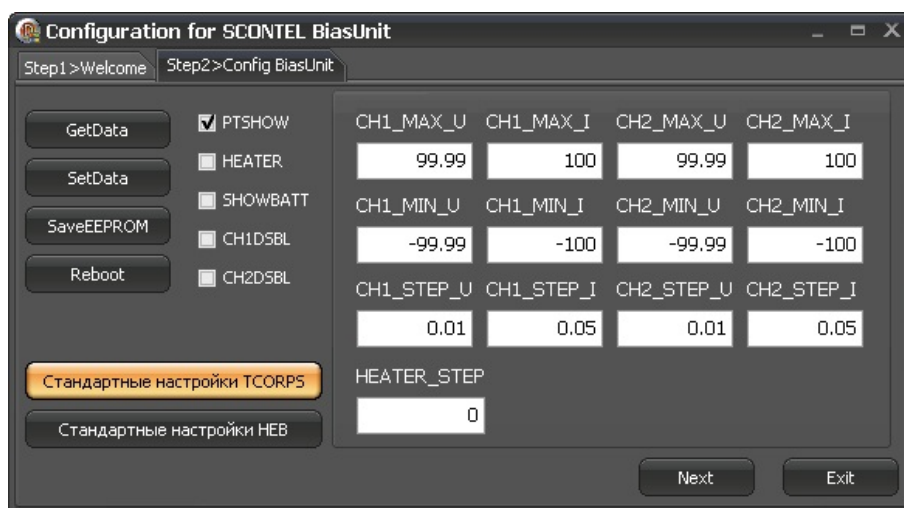 Configuration for SCONTEL BiasUnit
Step1>Welcome Step2>Config BiasUnit
GetData
SetData
SaveEEPROM
Reboot
PTSHOW
HEATER
SHOWBATT
CH1DSBL
CH2DSBL
Стандартные настройки TCORPS
Стандартные настройки HEB
CH1_MAX_U CH1_MAX_I CH2_MAX_U CH2_MAX_I
99.99 100 99.99 100
CH1_MIN_U CH1_MIN_I CH2_MIN_U CH2_MIN_I
-99.99 -100 -99.99 -100
CH1_STEP_U CH1_STEP_I CH2_STEP_U CH2_STEP_I
0.01 0.05 0.01 0.05
HEATER_STEP
0
Next Exit